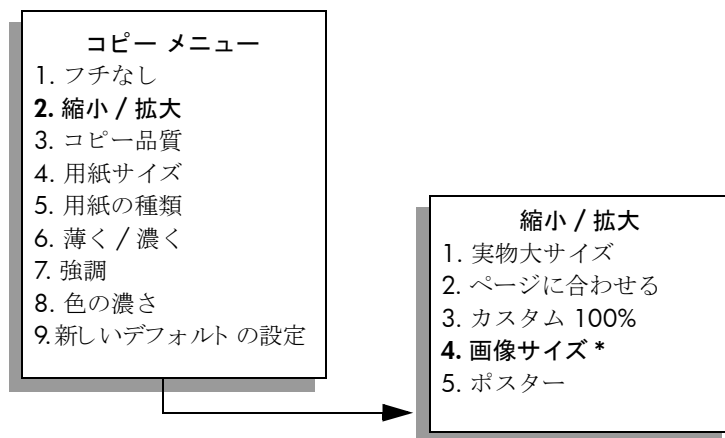 コピー メニュー
1. フチなし
2. 縮小 / 拡大
3. コピー品質
4. 用紙サイズ
5. 用紙の種類
6. 薄く / 濃く
7. 強調
8. 色の濃さ
9.新しいデフォルト の設定
縮小 / 拡大
1. 実物大サイズ
2. ページに合わせる
3. カスタム 100%
4. 画像サイズ *
5. ポスター